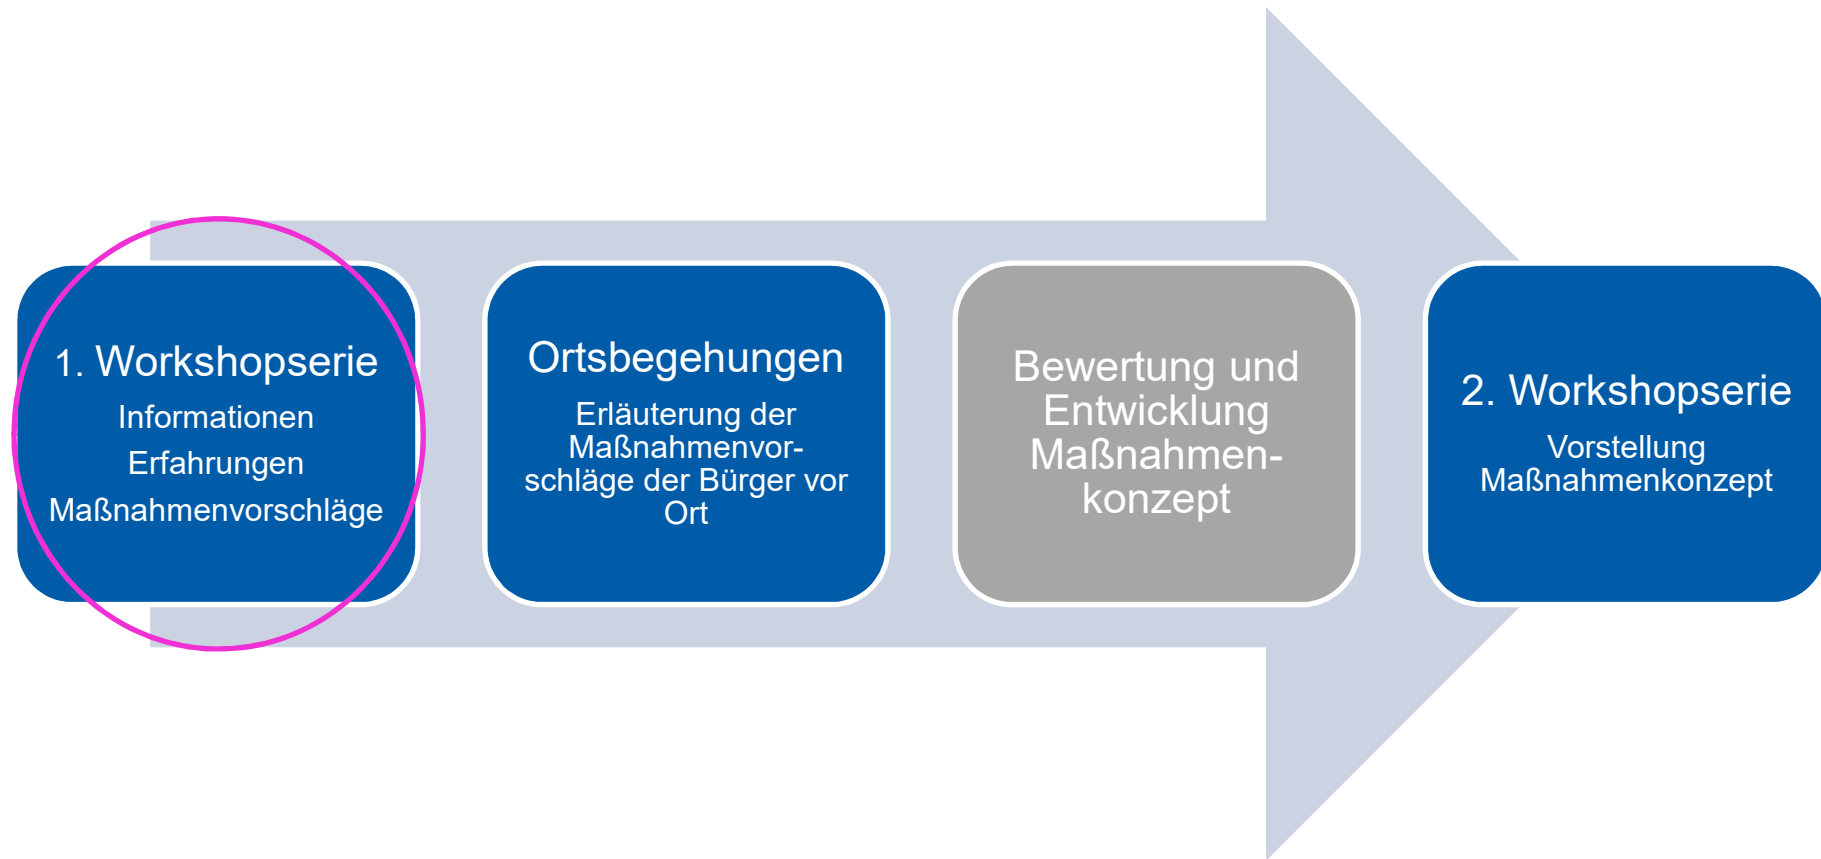 1. Workshopserie
Informationen
Erfahrungen
Maßnahmenvorschläge
Ortsbegehungen
Erläuterung der
Maßnahmenvor-
schläge der Bürger vor
Ort
Bewertung und
Entwicklung
Maßnahmen-
konzept
2. Workshopserie
Vorstellung
Maßnahmenkonzept